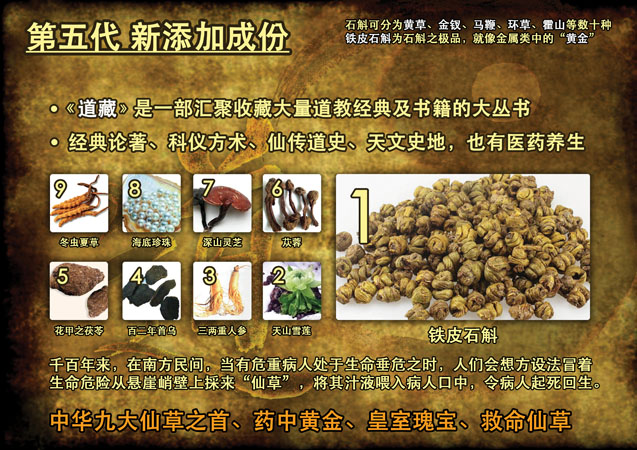 第五代 新添加成份
石斛可分为黄草、金钗、马鞭、环草、霍山等数十种
铁皮石斛为石斛之极品，就像金属类中的“黄金”
• 《道藏》是一部汇聚收藏大量道教经典及书籍的大丛书
• 经典论著、科仪方术、仙传道史、天文史地，也有医药养生
9
8
7
6
1
冬虫夏草
海底珍珠
深山灵芝
苁蓉
5
4
3
2
花甲之茯苓
百二年首乌
三两重人参
天山雪莲
铁皮石斛
千百年来，在南方民间，当有危重病人处于生命垂危之时，人们会想方设法冒着
生命危险从悬崖峭壁上採来“仙草”，将其汁液喂入病人口中，令病人起死回生。
中华九大仙草之首、药中黄金、皇室瑰宝、救命仙草